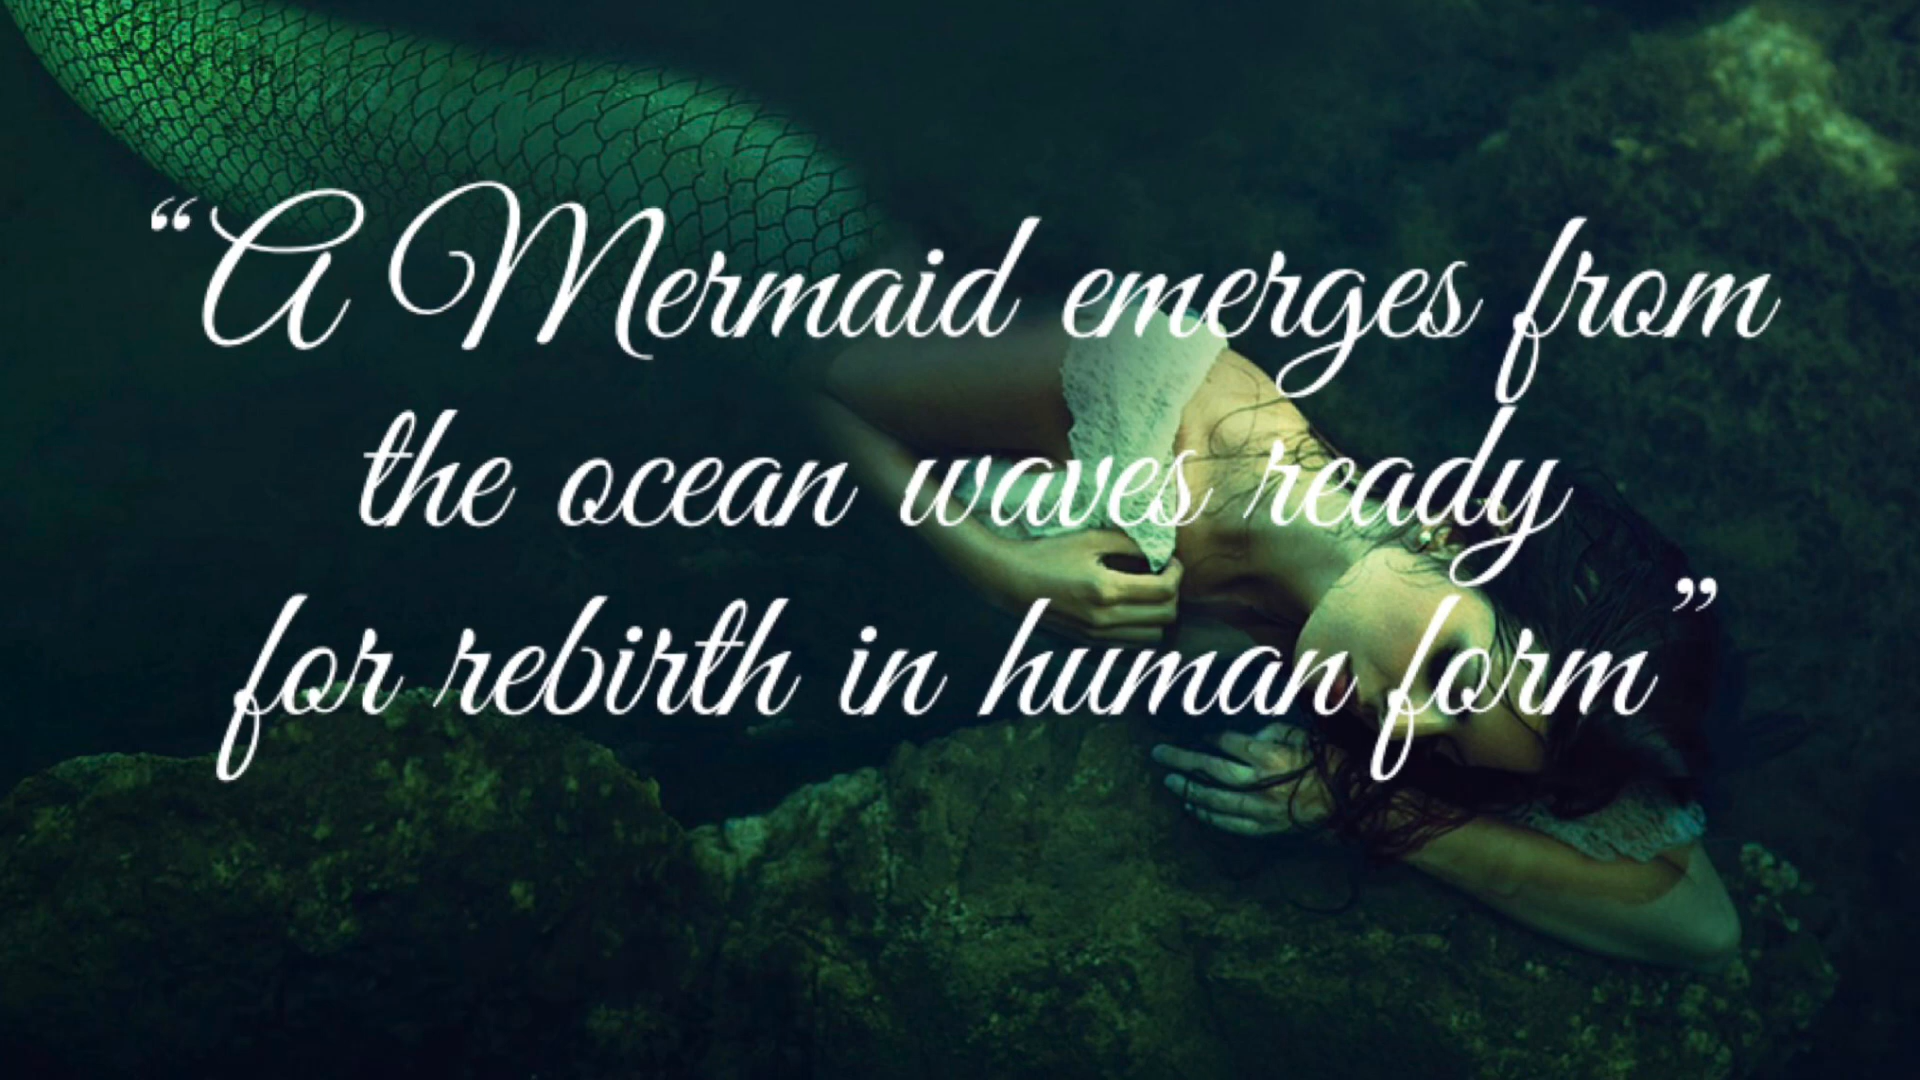 “A Mermaid emerges from
the ocean waves ready
for rebirth in human form”